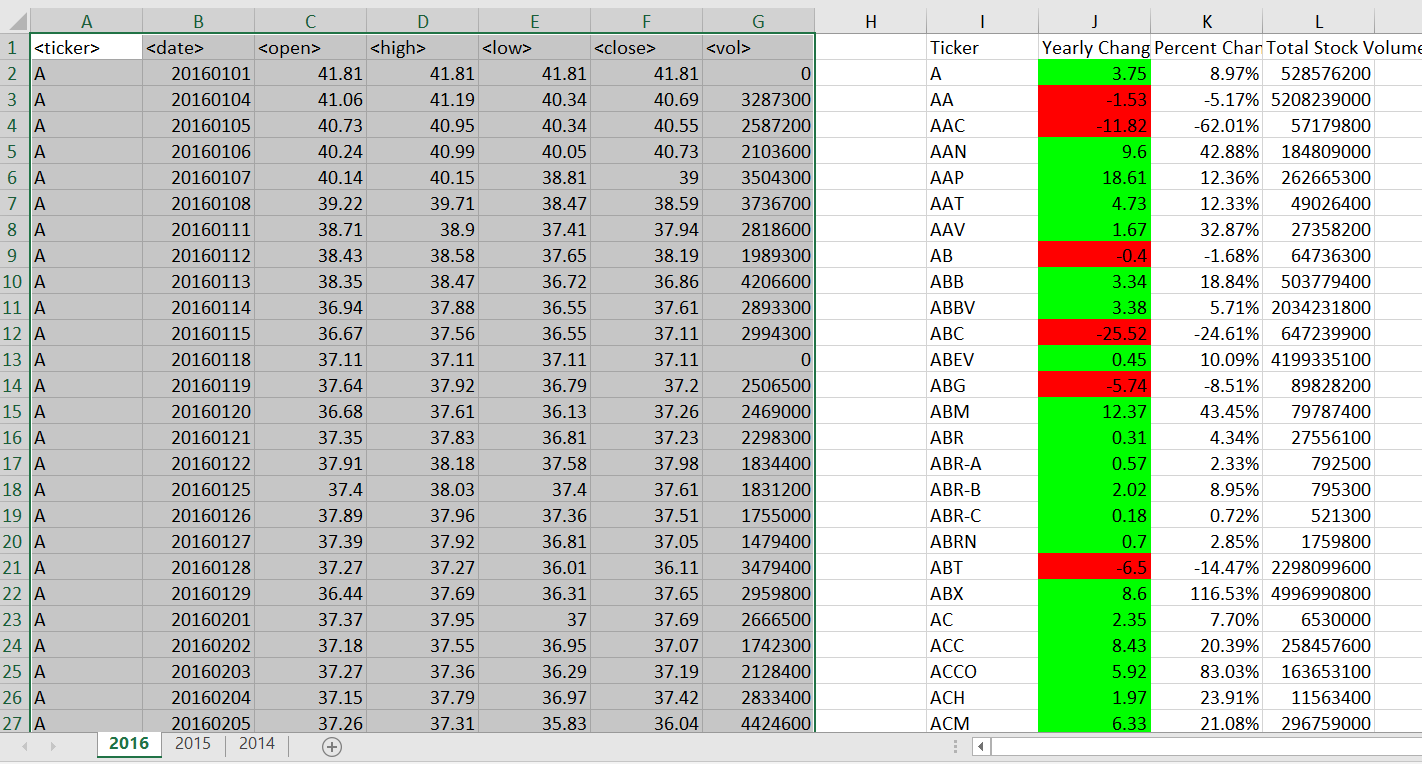 A B C D E F G H I J K L
1 <ticker> <date> <open> <high> <low> <close> <vol> Ticker Yearly Chang Percent Chan Total Stock Volume
2 A 20160101 41.81 41.81 41.81 41.81 0 A 3.75 8.97% 528576200
3 A 20160104 41.06 41.19 40.34 40.69 3287300 AA -1.53 -5.17% 5208239000
4 A 20160105 40.73 40.95 40.34 40.55 2587200 AAC -11.82 -62.01% 57179800
5 A 20160106 40.24 40.99 40.05 40.73 2103600 AAN 9.6 42.88% 184809000
6 A 20160107 40.14 40.15 38.81 39 3504300 AAP 18.61 12.36% 262665300
7 A 20160108 39.22 39.71 38.47 38.59 3736700 AAT 4.73 12.33% 49026400
8 A 20160111 38.71 38.9 37.41 37.94 2818600 AAV 1.67 32.87% 27358200
9 A 20160112 38.43 38.58 37.65 38.19 1989300 AB -0.4 -1.68% 64736300
10 A 20160113 38.35 38.47 36.72 36.86 4206600 ABB 3.34 18.84% 503779400
11 A 20160114 36.94 37.88 36.55 37.61 2893300 ABBV 3.38 5.71% 2034231800
12 A 20160115 36.67 37.56 36.55 37.11 2994300 ABC -25.52 -24.61% 647239900
13 A 20160118 37.11 37.11 37.11 37.11 0 ABEV 0.45 10.09% 4199335100
14 A 20160119 37.64 37.92 36.79 37.2 2506500 ABG -5.74 -8.51% 89828200
15 A 20160120 36.68 37.61 36.13 37.26 2469000 ABM 12.37 43.45% 79787400
16 A 20160121 37.35 37.83 36.81 37.23 2298300 ABR 0.31 4.34% 27556100
17 A 20160122 37.91 38.18 37.58 37.98 1834400 ABR-A 0.57 2.33% 792500
18 A 20160125 37.4 38.03 37.4 37.61 1831200 ABR-B 2.02 8.95% 795300
19 A 20160126 37.89 37.96 37.36 37.51 1755000 ABR-C 0.18 0.72% 521300
20 A 20160127 37.39 37.92 36.81 37.05 1479400 ABRN 0.7 2.85% 1759800
21 A 20160128 37.27 37.27 36.01 36.11 3479400 ABT -6.5 -14.47% 2298099600
22 A 20160129 36.44 37.69 36.31 37.65 2959800 ABX 8.6 116.53% 4996990800
23 A 20160201 37.37 37.95 37 37.69 2666500 AC 2.35 7.70% 6530000
24 A 20160202 37.18 37.55 36.95 37.07 1742300 ACC 8.43 20.39% 258457600
25 A 20160203 37.27 37.36 36.29 37.19 2128400 ACCO 5.92 83.03% 163653100
26 A 20160204 37.15 37.79 36.97 37.42 2833400 ACH 1.97 23.91% 11563400
27 A 20160205 37.26 37.31 35.83 36.04 4424600 ACM 6.33 21.08% 296759000
2016 2015 2014